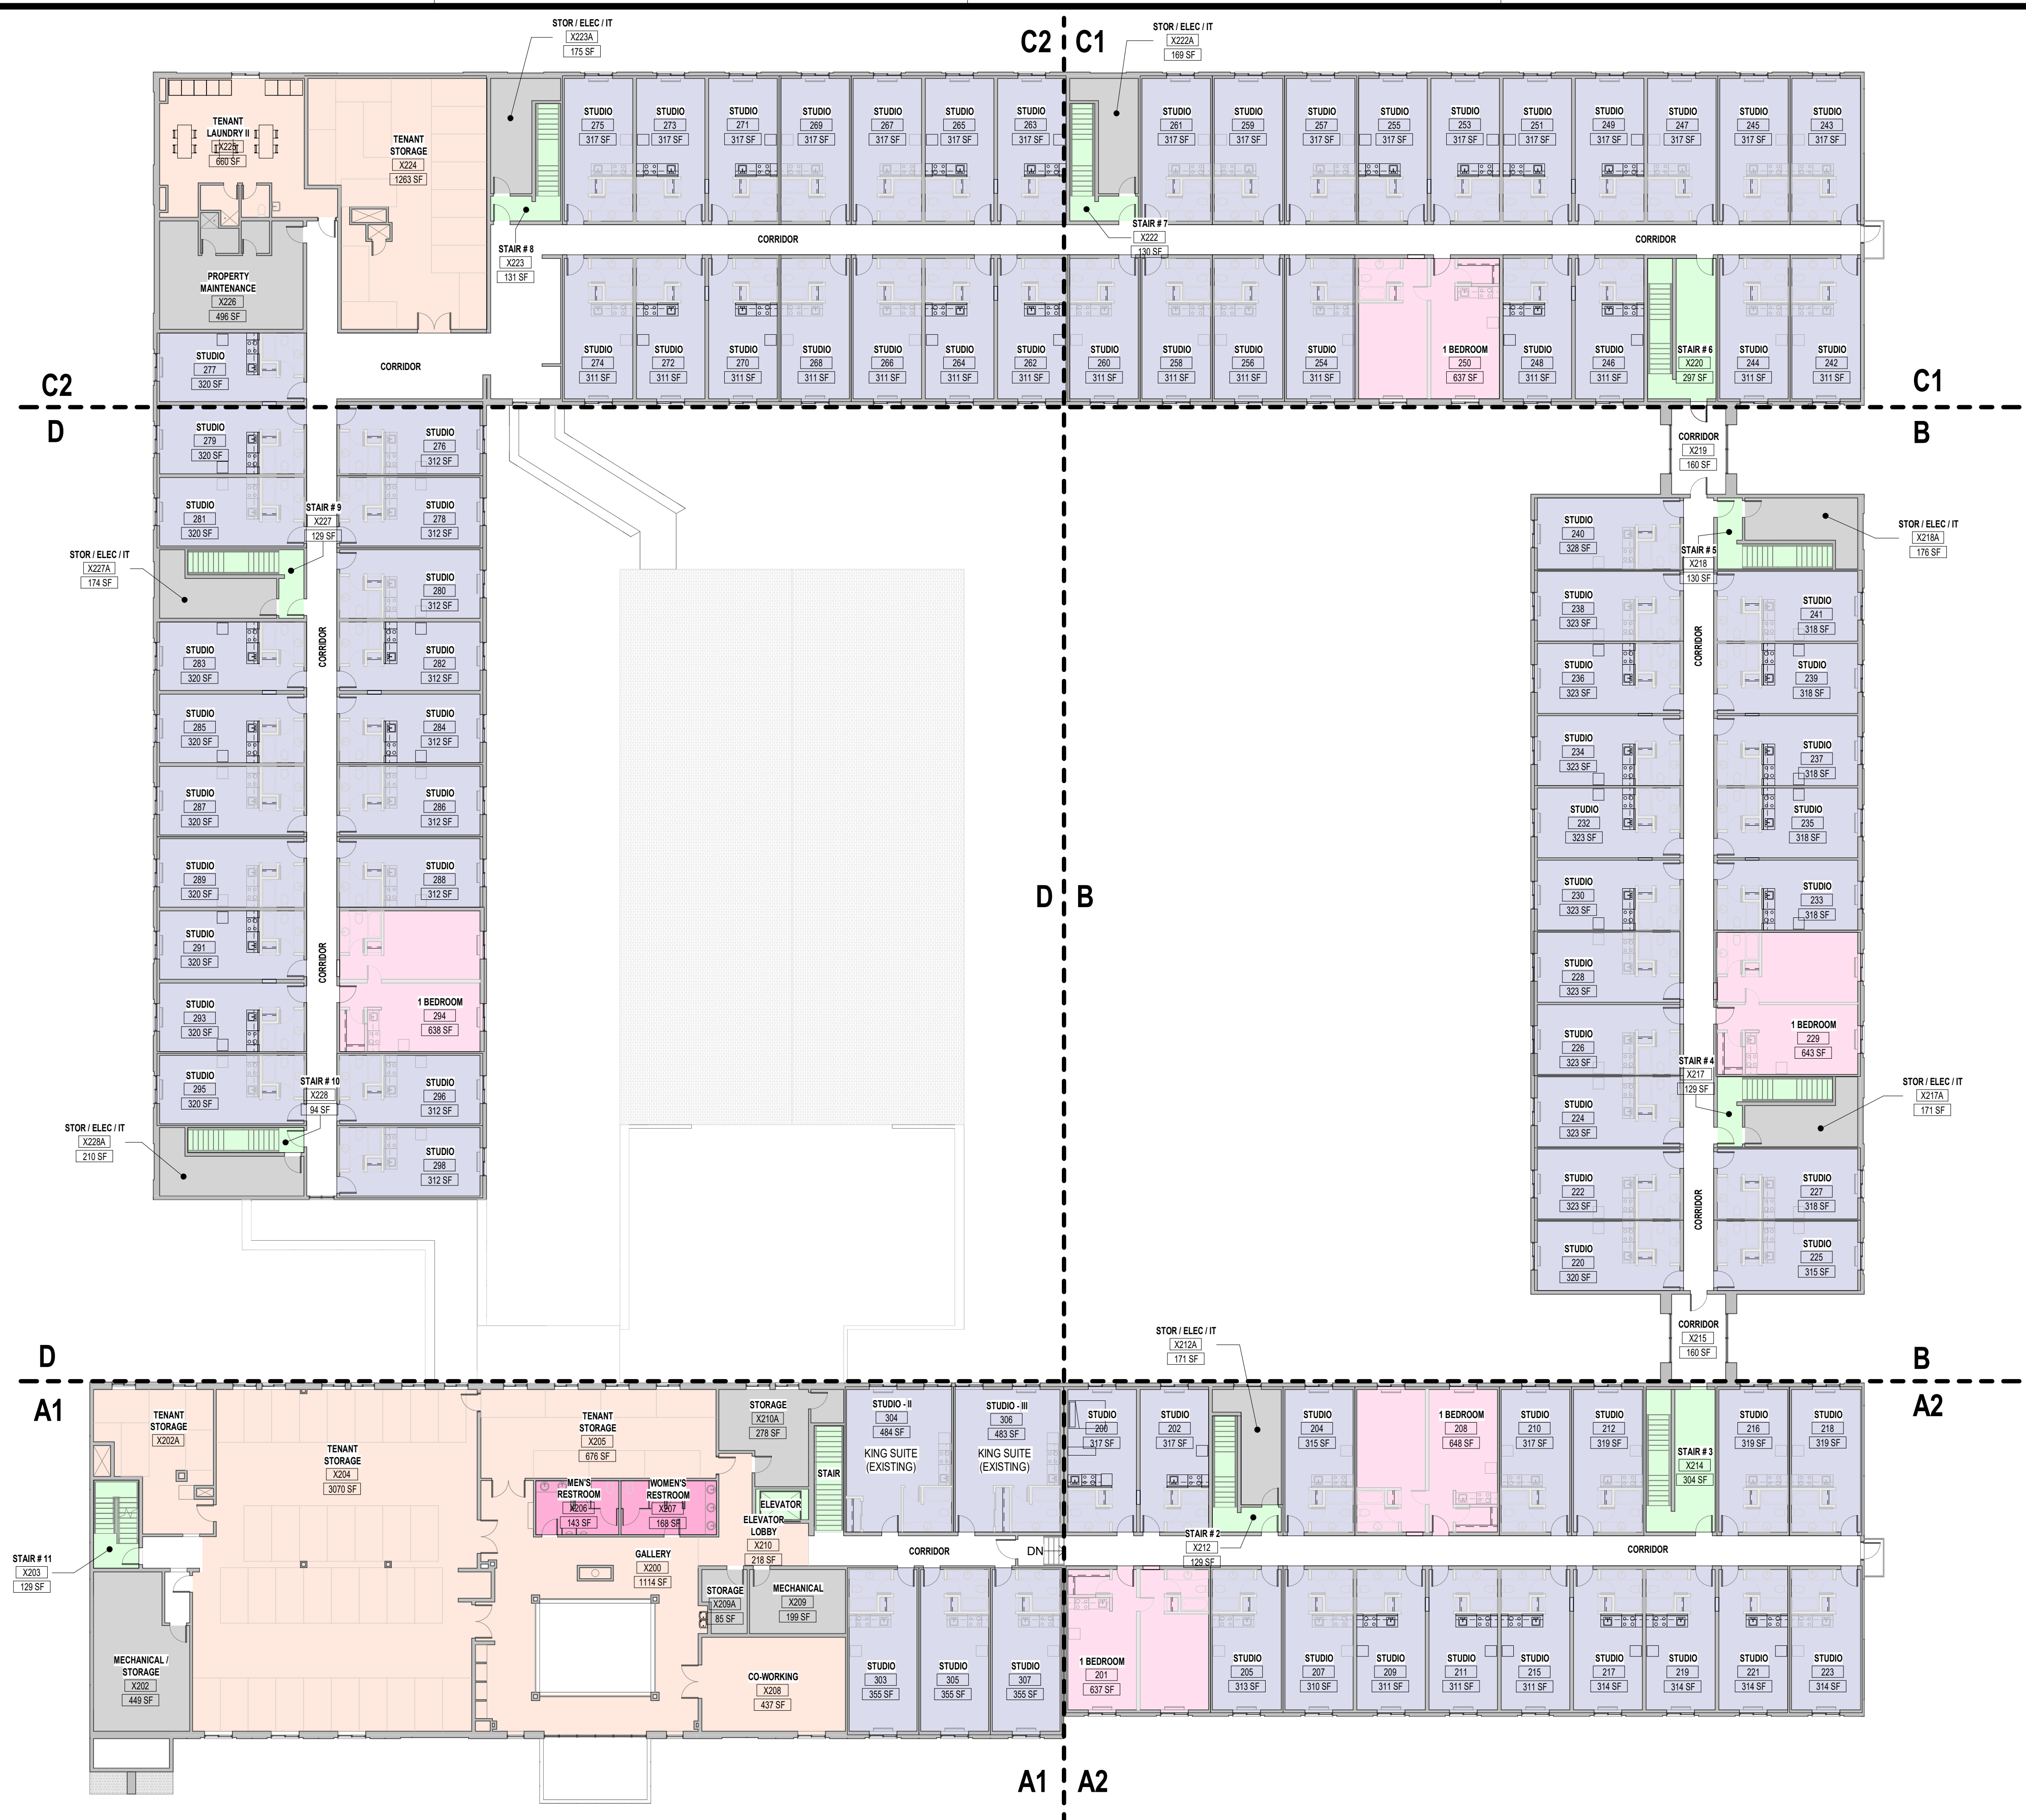 STOR / ELEC / IT
X223A
175 SF
C2
C1
STOR / ELEC / IT
X222A
169 SF
TENANT
LAUNDRY II
X225
660 SF
TENANT
STORAGE
X224
1263 SF
STUDIO
275
317 SF
STUDIO
273
317 SF
STUDIO
271
317 SF
STUDIO
269
317 SF
STUDIO
267
317 SF
STUDIO
265
317 SF
STUDIO
263
317 SF
STUDIO
261
317 SF
STUDIO
259
317 SF
STUDIO
257
317 SF
STUDIO
255
317 SF
STUDIO
253
317 SF
STUDIO
251
317 SF
STUDIO
249
317 SF
STUDIO
247
317 SF
STUDIO
245
317 SF
STUDIO
243
317 SF
STAIR # 8
X223
131 SF
CORRIDOR
STAIR # 7
X222
130 SF
CORRIDOR
PROPERTY
MAINTENANCE
X226
496 SF
STUDIO
277
320 SF
CORRIDOR
STUDIO
274
311 SF
STUDIO
272
311 SF
STUDIO
270
311 SF
STUDIO
268
311 SF
STUDIO
266
311 SF
STUDIO
264
311 SF
STUDIO
262
311 SF
STUDIO
260
311 SF
STUDIO
258
311 SF
STUDIO
256
311 SF
STUDIO
254
311 SF
1 BEDROOM
250
637 SF
STUDIO
248
311 SF
STUDIO
246
311 SF
STAIR # 6
X220
297 SF
STUDIO
244
311 SF
STUDIO
242
311 SF
C2
C1
D
B
STUDIO
279
320 SF
STUDIO
276
312 SF
CORRIDOR
X219
160 SF
STUDIO
281
320 SF
STAIR # 9
X227
129 SF
STUDIO
278
312 SF
STOR / ELEC / IT
X227A
174 SF
STUDIO
280
312 SF
STUDIO
240
328 SF
STAIR # 5
X218
130 SF
STOR / ELEC / IT
X218A
176 SF
STUDIO
283
320 SF
CORRIDOR
STUDIO
282
312 SF
STUDIO
238
323 SF
CORRIDOR
STUDIO
241
318 SF
STUDIO
236
323 SF
STUDIO
239
318 SF
STUDIO
285
320 SF
STUDIO
284
312 SF
STUDIO
234
323 SF
STUDIO
237
318 SF
STUDIO
287
320 SF
STUDIO
286
312 SF
STUDIO
232
323 SF
STUDIO
235
318 SF
STUDIO
289
320 SF
STUDIO
288
312 SF
D
B
STUDIO
230
323 SF
STUDIO
233
318 SF
STUDIO
291
320 SF
CORRIDOR
STUDIO
228
323 SF
STUDIO
293
320 SF
1 BEDROOM
294
638 SF
STUDIO
226
323 SF
1 BEDROOM
229
643 SF
STUDIO
295
320 SF
STAIR # 10
X228
94 SF
STUDIO
296
312 SF
STUDIO
224
323 SF
STAIR # 4
X217
129 SF
STOR / ELEC / IT
X217A
171 SF
STOR / ELEC / IT
X228A
210 SF
STUDIO
298
312 SF
STUDIO
222
323 SF
CORRIDOR
STUDIO
227
318 SF
STUDIO
220
320 SF
STUDIO
225
315 SF
STOR / ELEC / IT
X212A
171 SF
CORRIDOR
X215
160 SF
D
B
A1
A2
TENANT
STORAGE
X202A
TENANT
STORAGE
X204
3070 SF
TENANT
STORAGE
X205
676 SF
STORAGE
X210A
278 SF
STAIR
STUDIO - II
304
484 SF
KING SUITE
(EXISTING)
STUDIO - III
306
483 SF
KING SUITE
(EXISTING)
STUDIO
200
317 SF
STUDIO
202
317 SF
STUDIO
204
315 SF
1 BEDROOM
208
648 SF
STUDIO
210
317 SF
STUDIO
212
319 SF
STAIR # 3
X214
304 SF
STUDIO
216
319 SF
STUDIO
218
319 SF
MEN'S
RESTROOM
X206
143 SF
WOMEN'S
RESTROOM
X207
168 SF
ELEVATOR
ELEVATOR
LOBBY
X210
218 SF
STAIR # 11
X203
129 SF
GALLERY
X200
1114 SF
CORRIDOR
DN
STAIR # 2
X212
129 SF
CORRIDOR
STORAGE
X209A
85 SF
MECHANICAL
X209
199 SF
MECHANICAL /
STORAGE
X202
449 SF
CO-WORKING
X208
437 SF
STUDIO
303
355 SF
STUDIO
305
355 SF
STUDIO
307
355 SF
1 BEDROOM
201
637 SF
STUDIO
205
313 SF
STUDIO
207
310 SF
STUDIO
209
311 SF
STUDIO
211
311 SF
STUDIO
215
311 SF
STUDIO
217
314 SF
STUDIO
219
314 SF
STUDIO
221
314 SF
STUDIO
223
314 SF
A1
A2